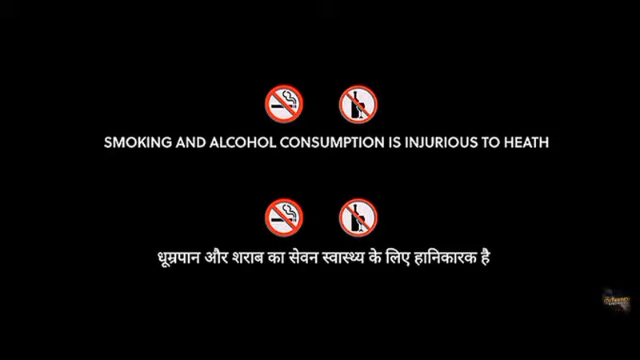 SMOKING AND ALCOHOL CONSUMPTION IS INJURIOUS TO HEATH
धूम्रपान और शराब का सेवन स्वास्थ्य के लिए हानिकारक है